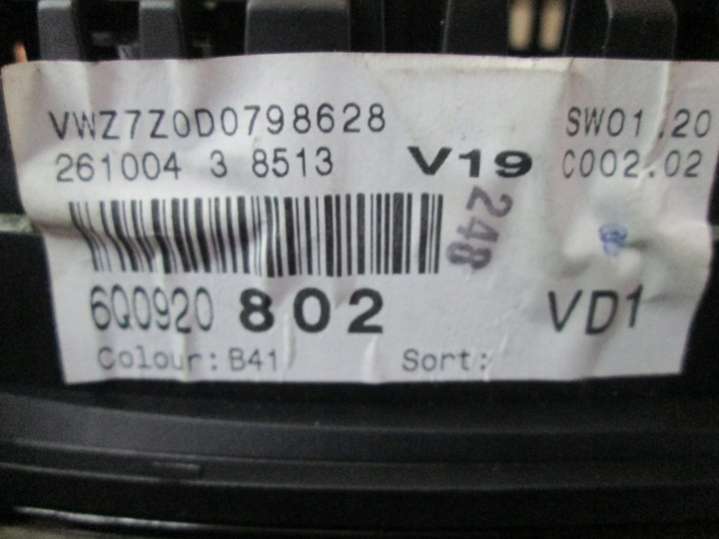 VWZ7Z0D0798628 SW01.20
261004 3 8513 V19 C002.02
248
6Q0920 802 VD1
Colour: B41 Sort: